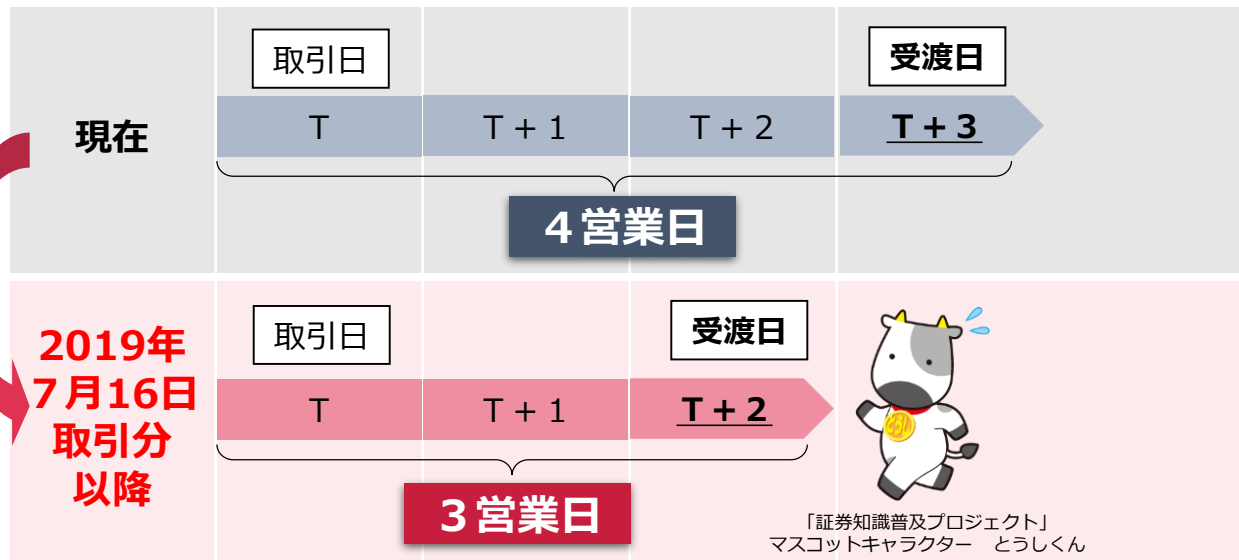 取引日
受渡日
現在
T
T + 1
T + 2
T + 3
４営業日
2019年
７月16日
取引分
以降
取引日
受渡日
T
T + 1
T + 2
３営業日
「証券知識普及プロジェクト」
マスコットキャラクター　とうしくん